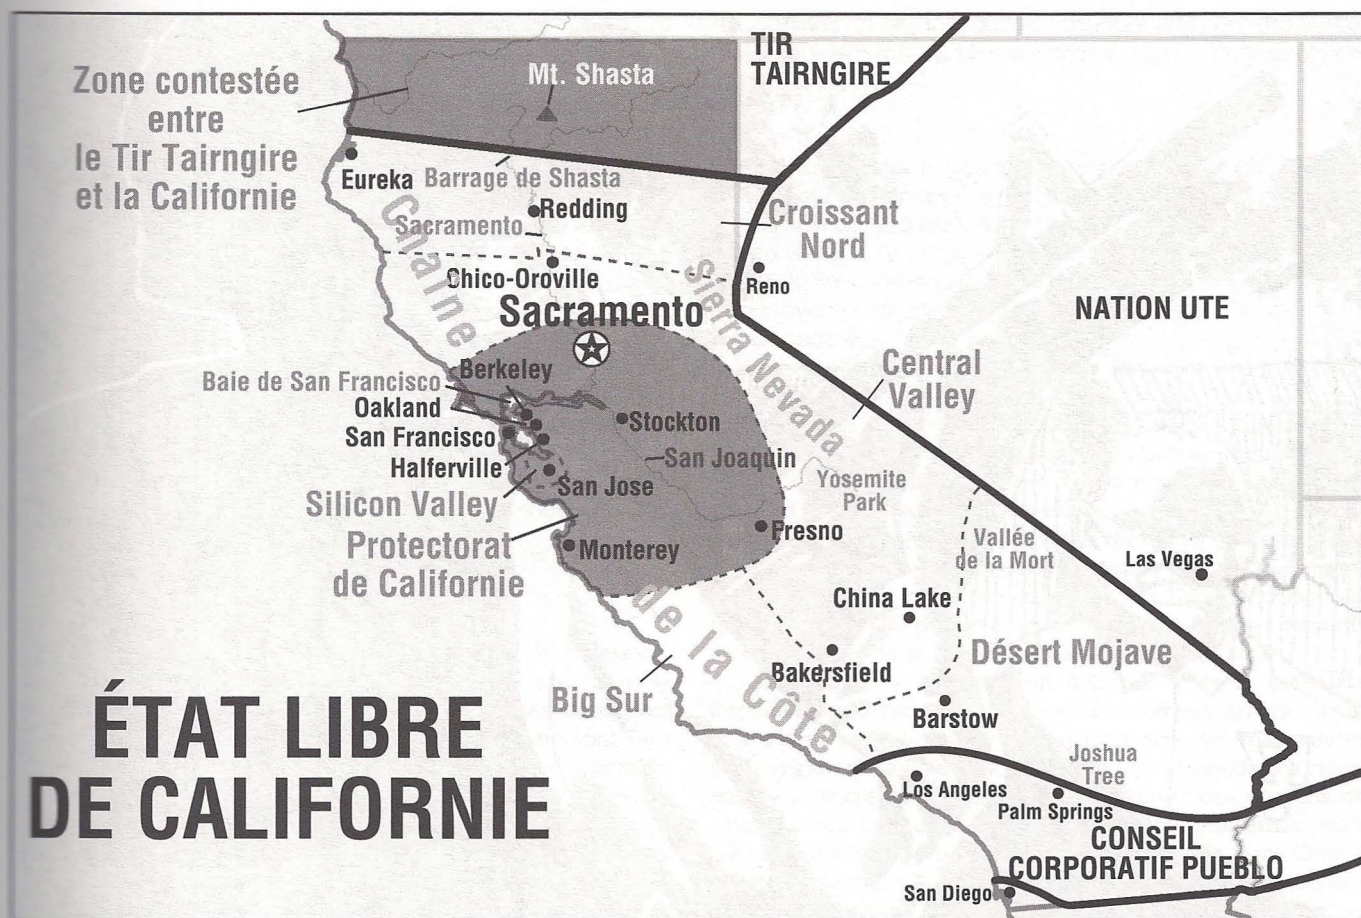 TIR
TAIRNGIRE
Mt. Shasta
Zone contestée
entre
le Tir Tairngire
et la Californie
Eureka
Barrage de Shasta
Redding
Sacramento
Croissant
Nord
Chico-Oroville
Reno
Chaîne
Sacramento
Sierra Nevada
NATION UTE
Central
Valley
Berkeley
Baie de San Francisco
Oakland
Stockton
San Francisco
Halferville
San Joaquin
San Jose
Yosemite
Park
Silicon Valley
Protectorat
de Californie
Fresno
Monterey
Vallée
de la Mort
Las Vegas
China Lake
de la Côte
Bakersfield
Désert Mojave
Big Sur
Barstow
ÉTAT LIBRE
DE CALIFORNIE
Joshua
Tree
Los Angeles
Palm Springs
CONSEIL
CORPORATIF PUEBLO
San Diego